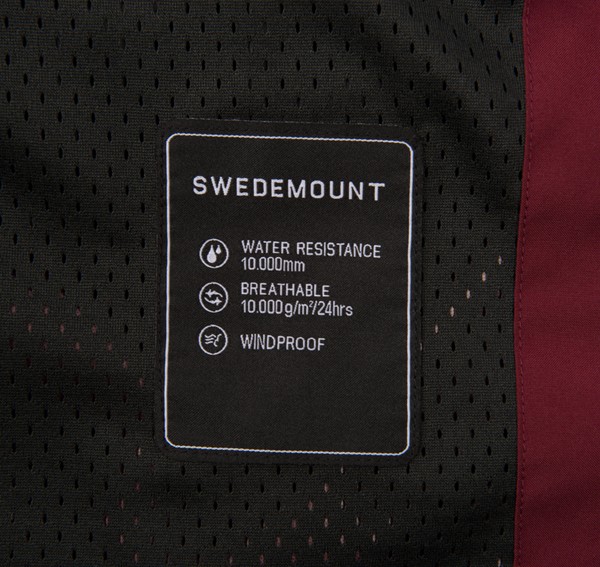 SWEDEMOUNT
WATER RESISTANCE
10.000mm
BREATHABLE
10.000g/m²/24hrs
WINDPROOF